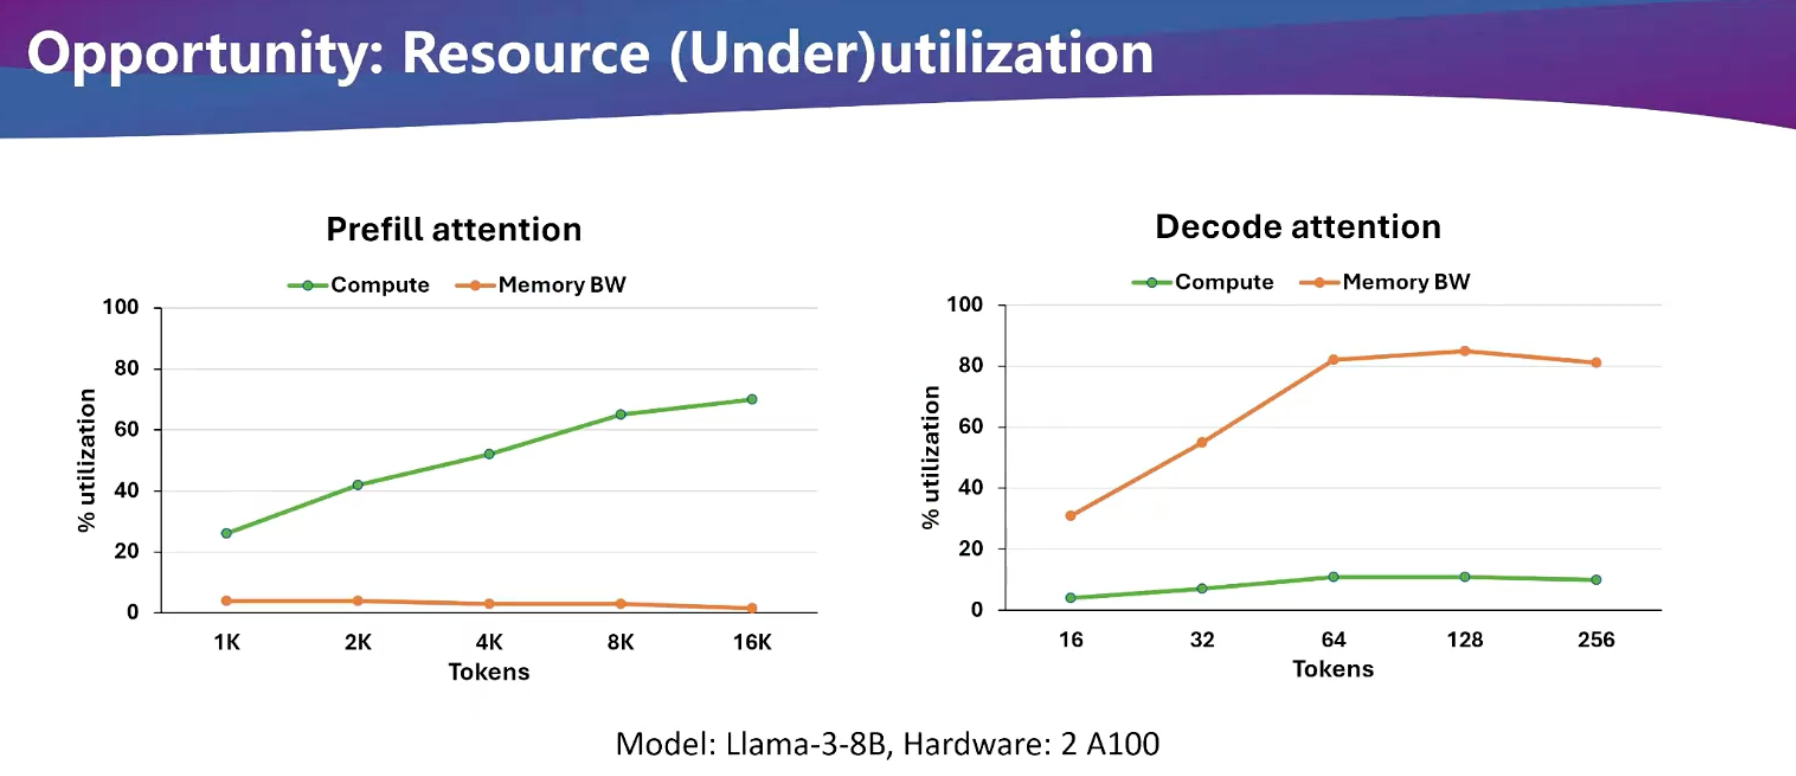 Opportunity: Resource (Under)utilization
Prefill attention
Compute Memory BW
100
80
60
40
20
0
% utilization
1K 2K 4K 8K 16K
Tokens
Decode attention
Compute Memory BW
100
80
60
40
20
0
% utilization
16 32 64 128 256
Tokens
Model: Llama-3-8B, Hardware: 2 A100